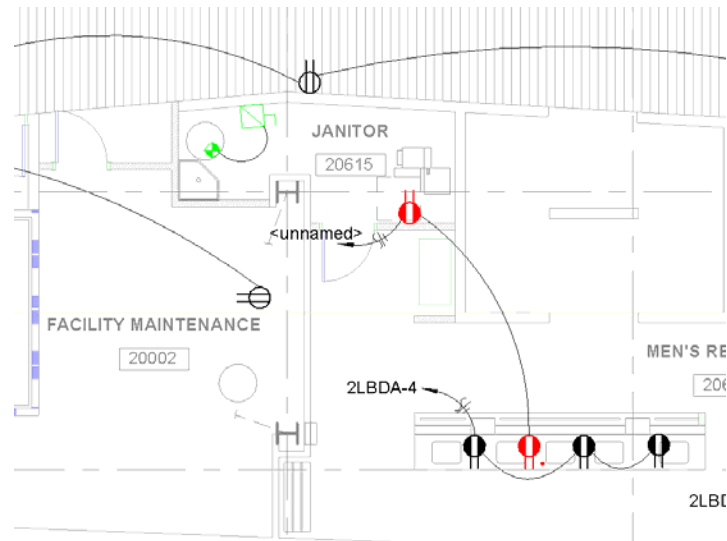 JANITOR
20615
<unnamed>
FACILITY MAINTENANCE
20002
MEN'S RE
206
2LBDA-4
2LBD